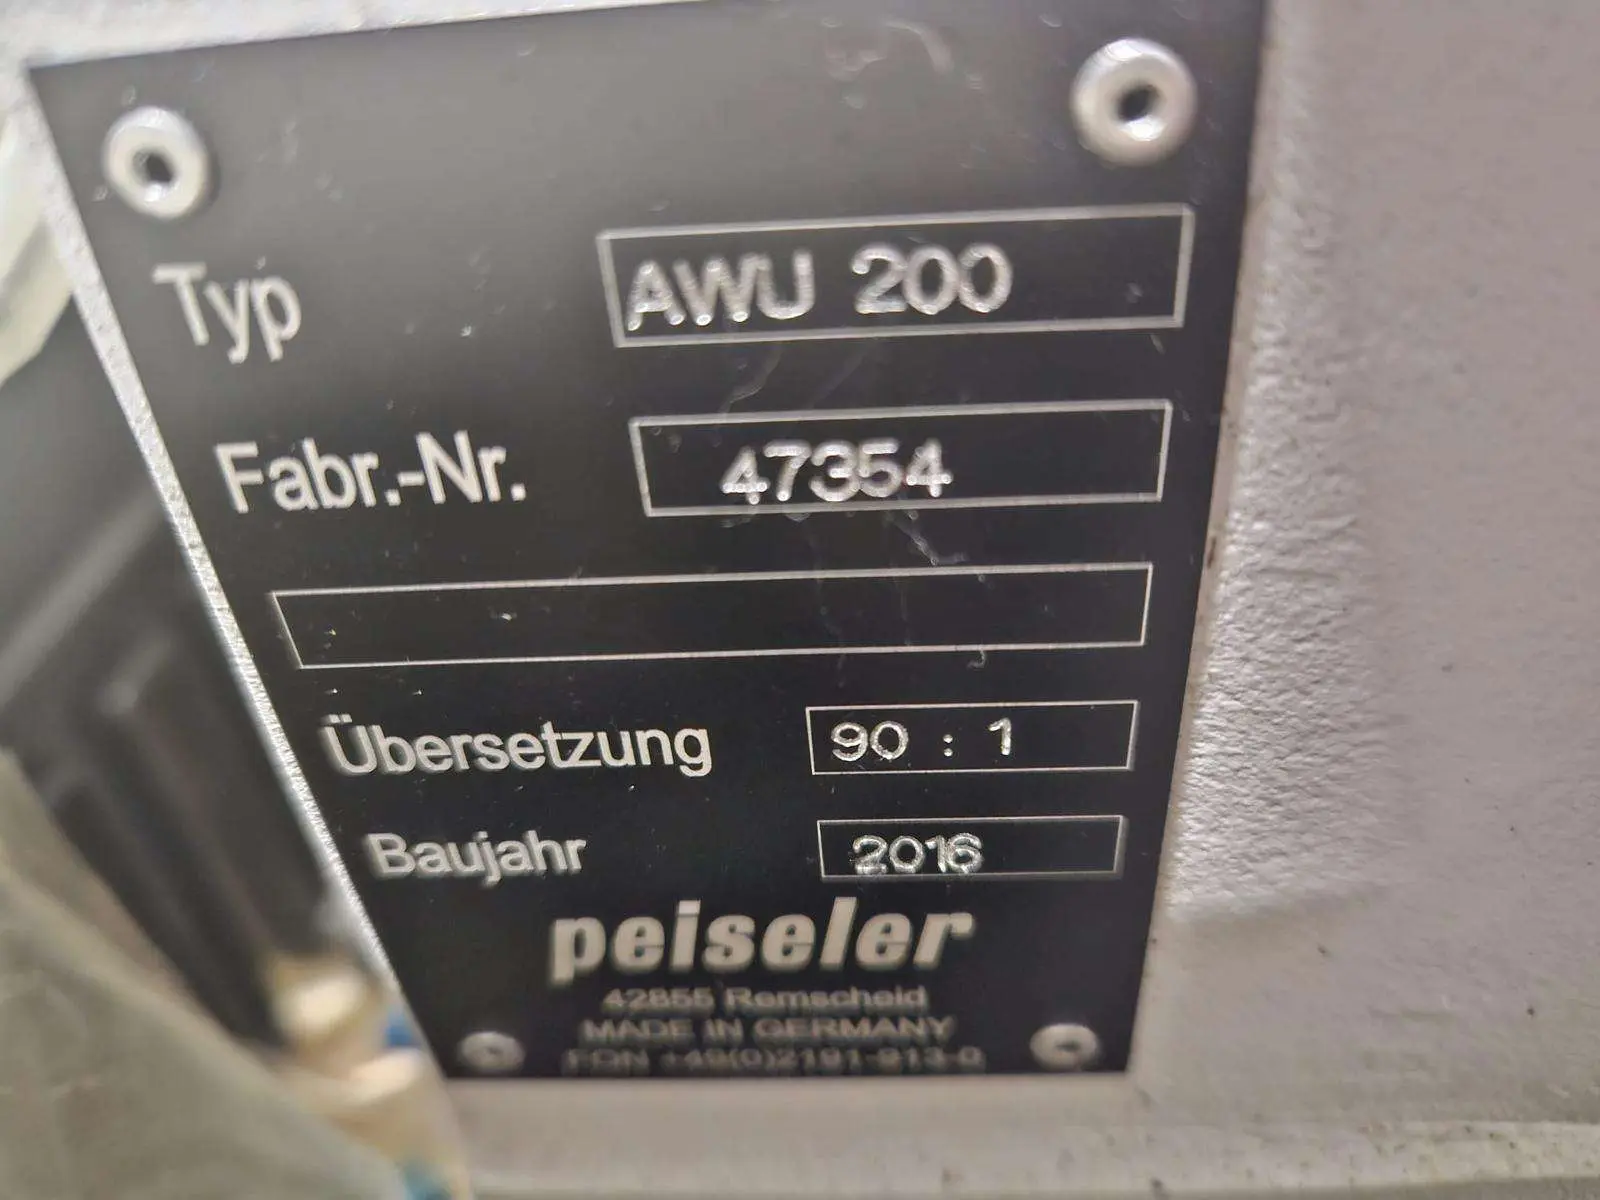 Typ AWU 200
Fabr.-Nr. 47354
Übersetzung 90 : 1
Baujahr 2016
peiseler
42855 Remscheid
MADE IN GERMANY
FON +49(0)2191-913-0